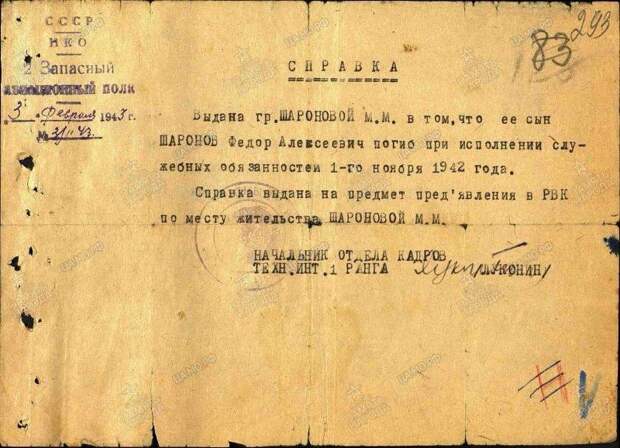 СССР
НКО
2 Запасный
АВИАЦИОННЫЙ ПОЛК
"3" Февраля 1943 г.
№ 31/II 43
83
293
СПРАВКА
Выдана гр.ШАРОНОВОЙ М.М. в том,что ее сын
ШАРОНОВ Федор Алексеевич погиб при исполнении слу-
жебных обязанностей 1-го ноября 1942 года.
Справка выдана на предмет пред'явления в РВК
по месту жительства ШАРОНОВОЙ М.М.
НАЧАЛЬНИК ОТДЕЛА КАДРОВ
ТЕХН.ИНТ.1 РАНГА /ЛУКОНИН/